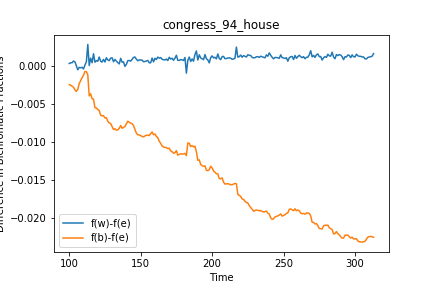 congress_94_house
Difference in Dichromatic Fractions
0.000
−0.005
−0.010
−0.015
−0.020
f(w)-f(e)
f(b)-f(e)
100
150
200
250
300
Time